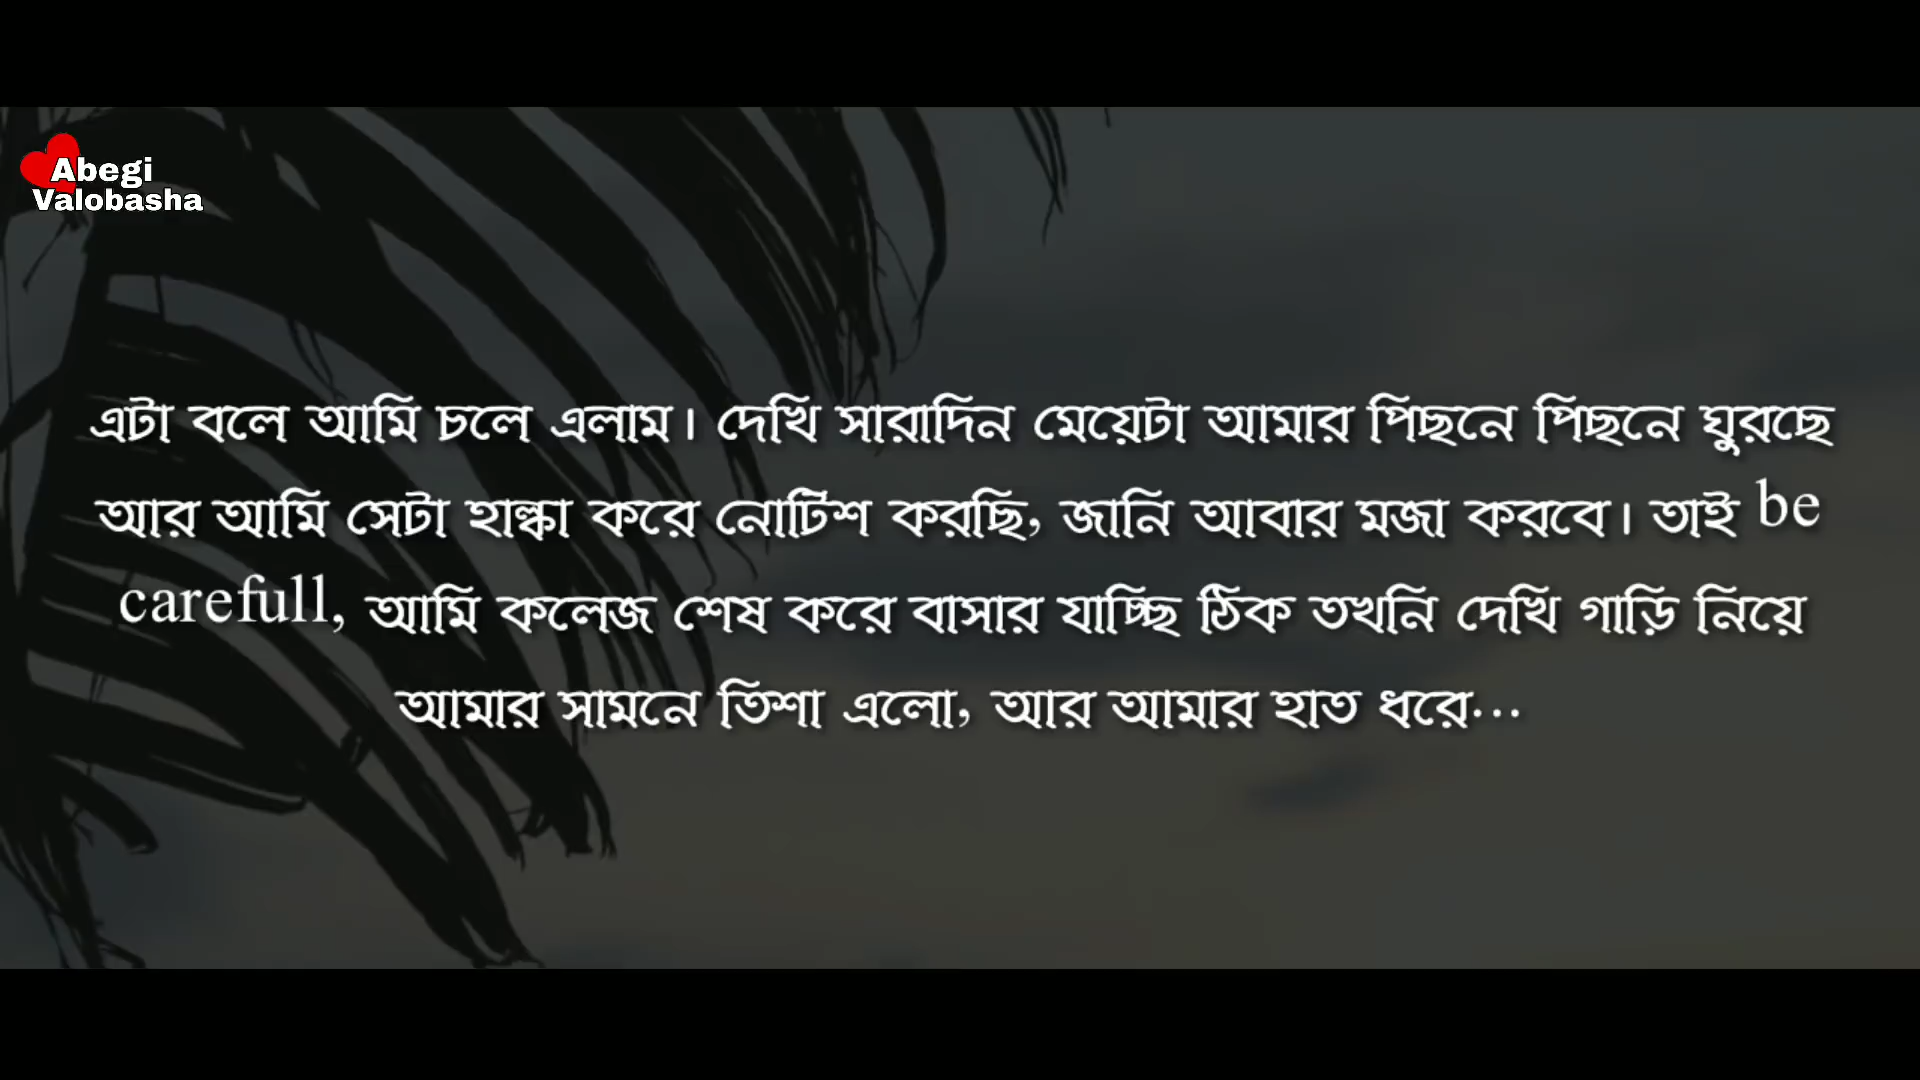 Abegi
Valobasha
এটা বলে আমি চলে এলাম। দেখি সারাদিন মেয়েটা আমার পিছনে পিছনে ঘুরছে
আর আমি সেটা হাল্কা করে নোটিশ করছি, জানি আবার মজা করবে। তাই be
carefull, আমি কলেজ শেষ করে বাসার যাচ্ছি ঠিক তখনি দেখি গাড়ি নিয়ে
আমার সামনে তিশা এলো, আর আমার হাত ধরে...